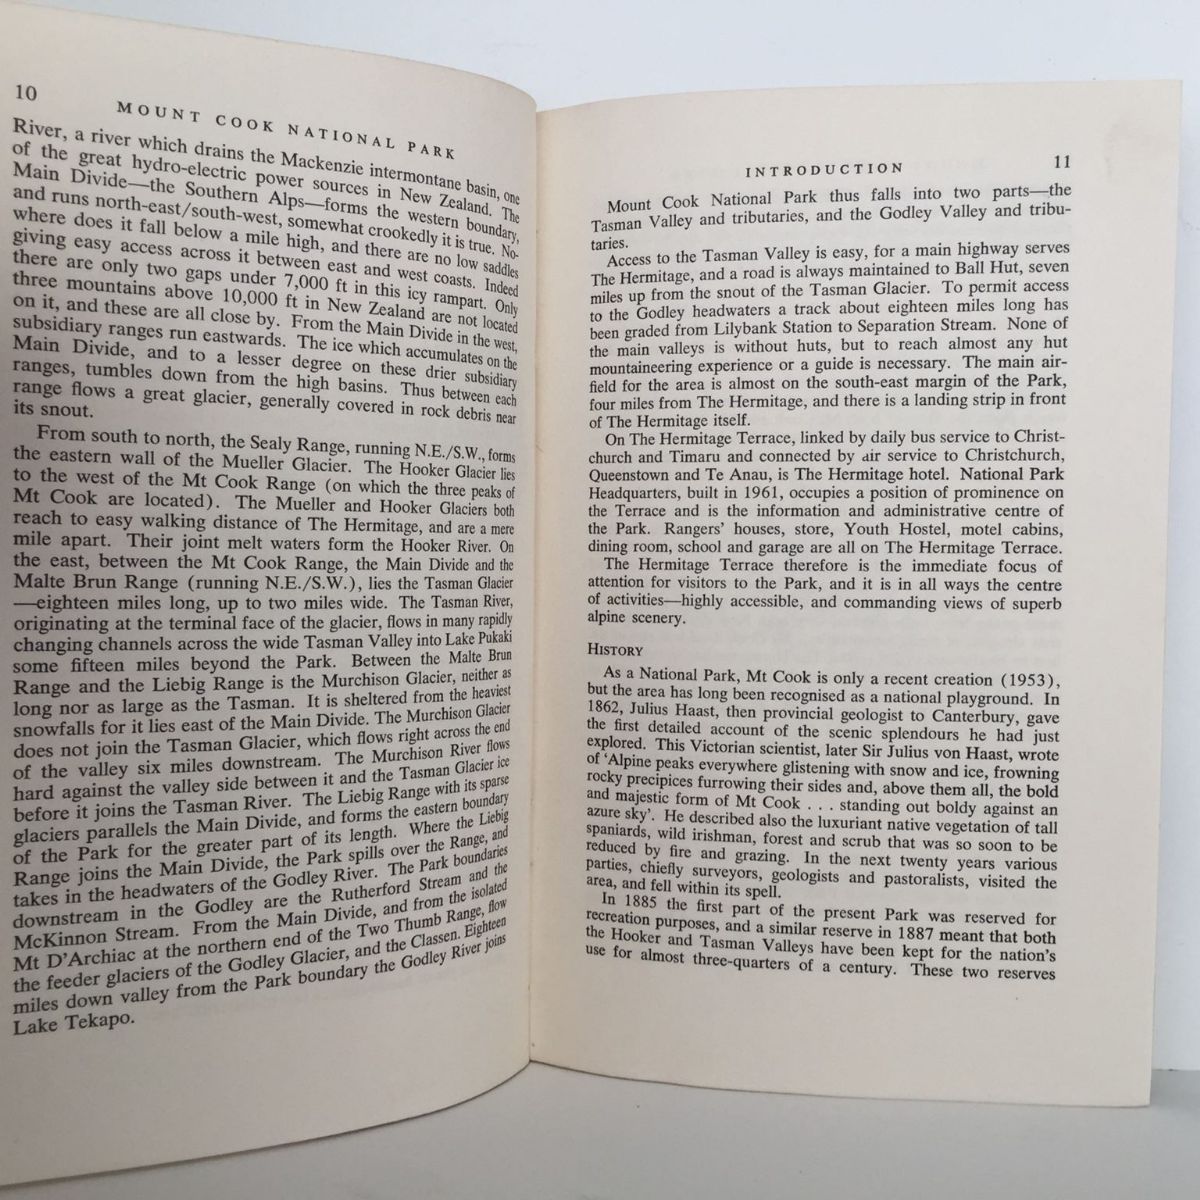 10
MOUNT COOK NATIONAL PARK
River, a river which drains the Mackenzie intermontane basin, one
of the great hydro-electric power sources in New Zealand. The
Main Divide—the Southern Alps—forms the western boundary,
and runs north-east/south-west, somewhat crookedly it is true. No-
where does it fall below a mile high, and there are no low saddles
giving easy access across it between east and west coasts. Indeed
there are only two gaps under 7,000 ft in this icy rampart. Only
three mountains above 10,000 ft in New Zealand are not located
on it, and these are all close by. From the Main Divide in the west,
subsidiary ranges run eastwards. The ice which accumulates on the
Main Divide, and to a lesser degree on these drier subsidiary
ranges, tumbles down from the high basins. Thus between each
range flows a great glacier, generally covered in rock debris near
its snout.
From south to north, the Sealy Range, running N.E./S.W., forms
the eastern wall of the Mueller Glacier. The Hooker Glacier lies
to the west of the Mt Cook Range (on which the three peaks of
Mt Cook are located). The Mueller and Hooker Glaciers both
reach to easy walking distance of The Hermitage, and are a mere
mile apart. Their joint melt waters form the Hooker River. On
the east, between the Mt Cook Range, the Main Divide and the
Malte Brun Range (running N.E./S.W.), lies the Tasman Glacier
—eighteen miles long, up to two miles wide. The Tasman River,
originating at the terminal face of the glacier, flows in many rapidly
changing channels across the wide Tasman Valley into Lake Pukaki
some fifteen miles beyond the Park. Between the Malte Brun
Range and the Liebig Range is the Murchison Glacier, neither as
long nor as large as the Tasman. It is sheltered from the heaviest
snowfalls for it lies east of the Main Divide. The Murchison Glacier
does not join the Tasman Glacier, which flows right across the end
of the valley six miles downstream. The Murchison River flows
hard against the valley side between it and the Tasman Glacier ice
before it joins the Tasman River. The Liebig Range with its sparse
glaciers parallels the Main Divide, and forms the eastern boundary
of the Park for the greater part of its length. Where the Liebig
Range joins the Main Divide, the Park spills over the Range, and
takes in the headwaters of the Godley River. The Park boundaries
downstream in the Godley are the Rutherford Stream and the
McKinnon Stream. From the Main Divide, and from the isolated
Mt D'Archiac at the northern end of the Two Thumb Range, flow
the feeder glaciers of the Godley Glacier, and the Classen. Eighteen
miles down valley from the Park boundary the Godley River joins
Lake Tekapo.
INTRODUCTION
11
Mount Cook National Park thus falls into two parts—the
Tasman Valley and tributaries, and the Godley Valley and tribu-
taries.
Access to the Tasman Valley is easy, for a main highway serves
The Hermitage, and a road is always maintained to Ball Hut, seven
miles up from the snout of the Tasman Glacier. To permit access
to the Godley headwaters a track about eighteen miles long has
been graded from Lilybank Station to Separation Stream. None of
the main valleys is without huts, but to reach almost any hut
mountaineering experience or a guide is necessary. The main air-
field for the area is almost on the south-east margin of the Park,
four miles from The Hermitage, and there is a landing strip in front
of The Hermitage itself.
On The Hermitage Terrace, linked by daily bus service to Christ-
church and Timaru and connected by air service to Christchurch,
Queenstown and Te Anau, is The Hermitage hotel. National Park
Headquarters, built in 1961, occupies a position of prominence on
the Terrace and is the information and administrative centre of
the Park. Rangers' houses, store, Youth Hostel, motel cabins,
dining room, school and garage are all on The Hermitage Terrace.
The Hermitage Terrace therefore is the immediate focus of
attention for visitors to the Park, and it is in all ways the centre
of activities—highly accessible, and commanding views of superb
alpine scenery.
HISTORY
As a National Park, Mt Cook is only a recent creation (1953),
but the area has long been recognised as a national playground. In
1862, Julius Haast, then provincial geologist to Canterbury, gave
the first detailed account of the scenic splendours he had just
explored. This Victorian scientist, later Sir Julius von Haast, wrote
of 'Alpine peaks everywhere glistening with snow and ice, frowning
rocky precipices furrowing their sides and, above them all, the bold
and majestic form of Mt Cook . . . standing out boldy against an
azure sky'. He described also the luxuriant native vegetation of tall
spaniards, wild irishman, forest and scrub that was so soon to be
reduced by fire and grazing. In the next twenty years various
parties, chiefly surveyors, geologists and pastoralists, visited the
area, and fell within its spell.
In 1885 the first part of the present Park was reserved for
recreation purposes, and a similar reserve in 1887 meant that both
the Hooker and Tasman Valleys have been kept for the nation's
use for almost three-quarters of a century. These two reserves